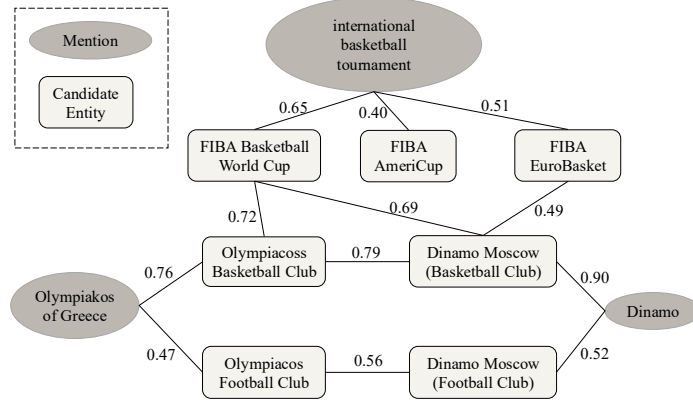 Mention
Candidate
Entity
international
basketball
tournament
0.65
0.40
0.51
FIBA Basketball
World Cup
FIBA
AmeriCup
FIBA
EuroBasket
0.72
0.69
0.49
Olympiacoss
Basketball Club
0.79
Dinamo Moscow
(Basketball Club)
0.76
0.90
Olympiakos
of Greece
Dinamo
0.47
0.52
Olympiacos
Football Club
0.56
Dinamo Moscow
(Football Club)